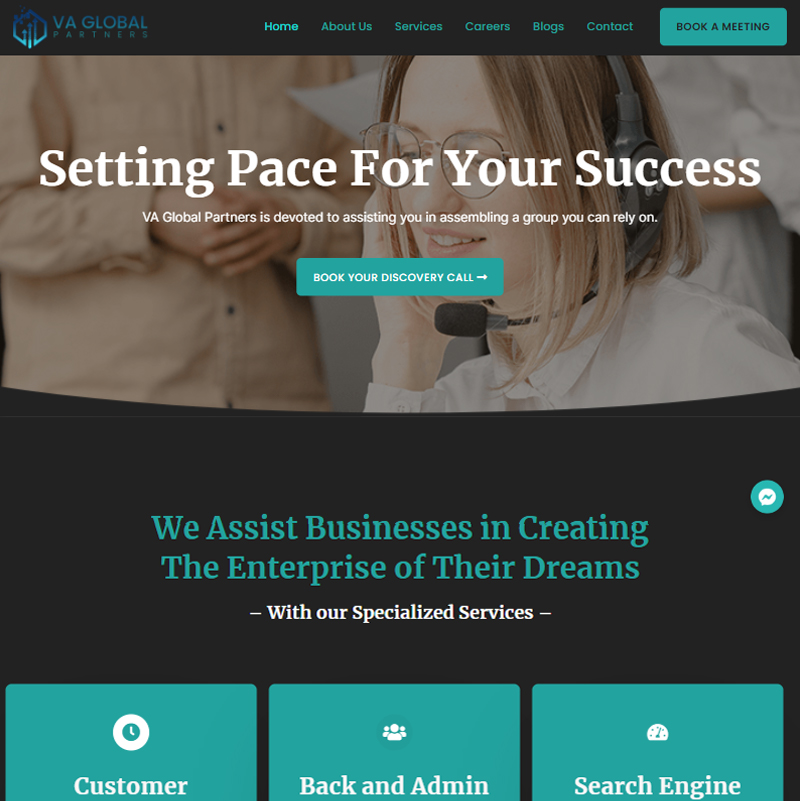 VA GLOBAL
PARTNERS
Home About Us Services Careers Blogs Contact BOOK A MEETING
Setting Pace For Your Success
VA Global Partners is devoted to assisting you in assembling a group you can rely on.
BOOK YOUR DISCOVERY CALL
We Assist Businesses in Creating
The Enterprise of Their Dreams
– With our Specialized Services –
Customer Back and Admin Search Engine